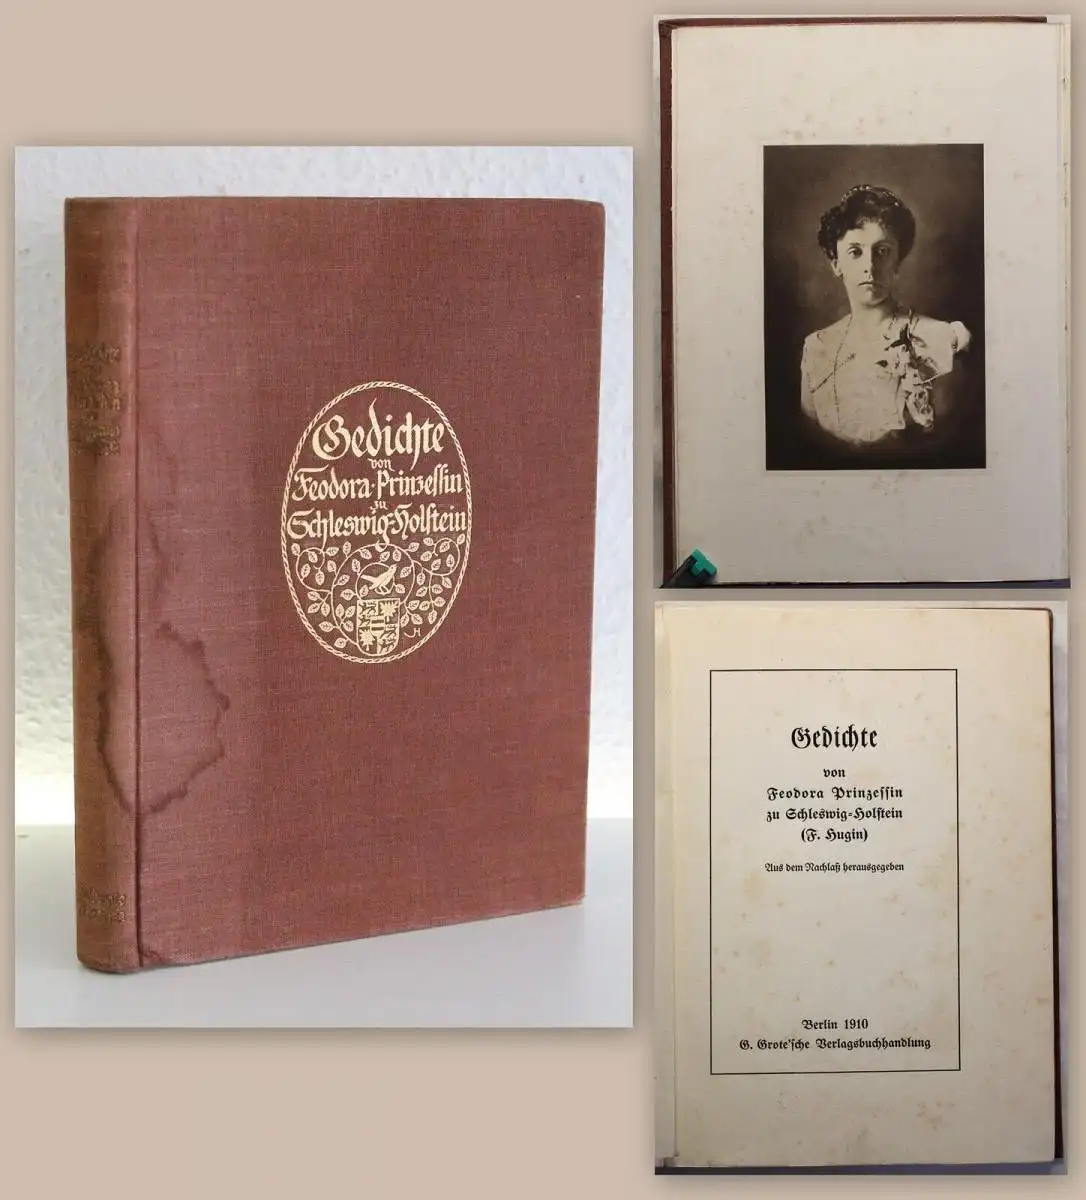 Gedichte
von
Feodora·Prinzessin
zu
Schleswig-Holstein
H
Gedichte
von
Feodora Prinzessin
zu Schleswig-Holstein
(F. Hugin)
Aus dem Nachlaß herausgegeben
Berlin 1910
G. Grote'sche Verlagsbuchhandlung